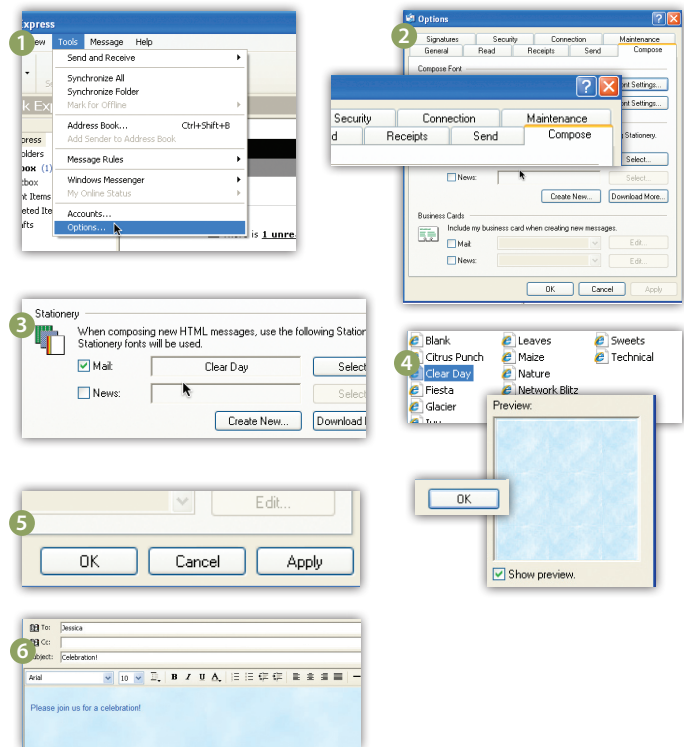 xpress
1
ew Tools Message Help
Send and Receive
Synchronize All
Synchronize Folder
Mark for Offline
Address Book... Ctrl+Shift+B
Add Sender to Address Book
Message Rules
Windows Messenger
My Online Status
Accounts...
Options...
k Ex
press
olders
box (1)
tbox
nt Items
eted Ite
fts
is 1 unre
2
Options
Signatures Security Connection Maintenance
General Read Receipts Send Compose
Compose Font
nt Settings...
nt Settings...
Security Connection Maintenance
d Receipts Send Compose
Stationery.
Select...
News: Select...
Create New... Download More...
Business Cards
Include my business card when creating new messages.
Mail: Edit...
News: Edit...
OK Cancel Apply
3
Stationery
When composing new HTML messages, use the following Station
Stationery fonts will be used.
Mail: Clear Day Select
News: Select
Create New... Download
4
Blank Leaves Sweets
Citrus Punch Maize Technical
Clear Day Nature
Fiesta Network Blitz
Glacier
Ivy
Preview:
OK
Show preview.
5
Edit...
OK Cancel Apply
6
To: Jessica
Cc:
ubject: Celebration!
Arial 10 B I U A
Please join us for a celebration!